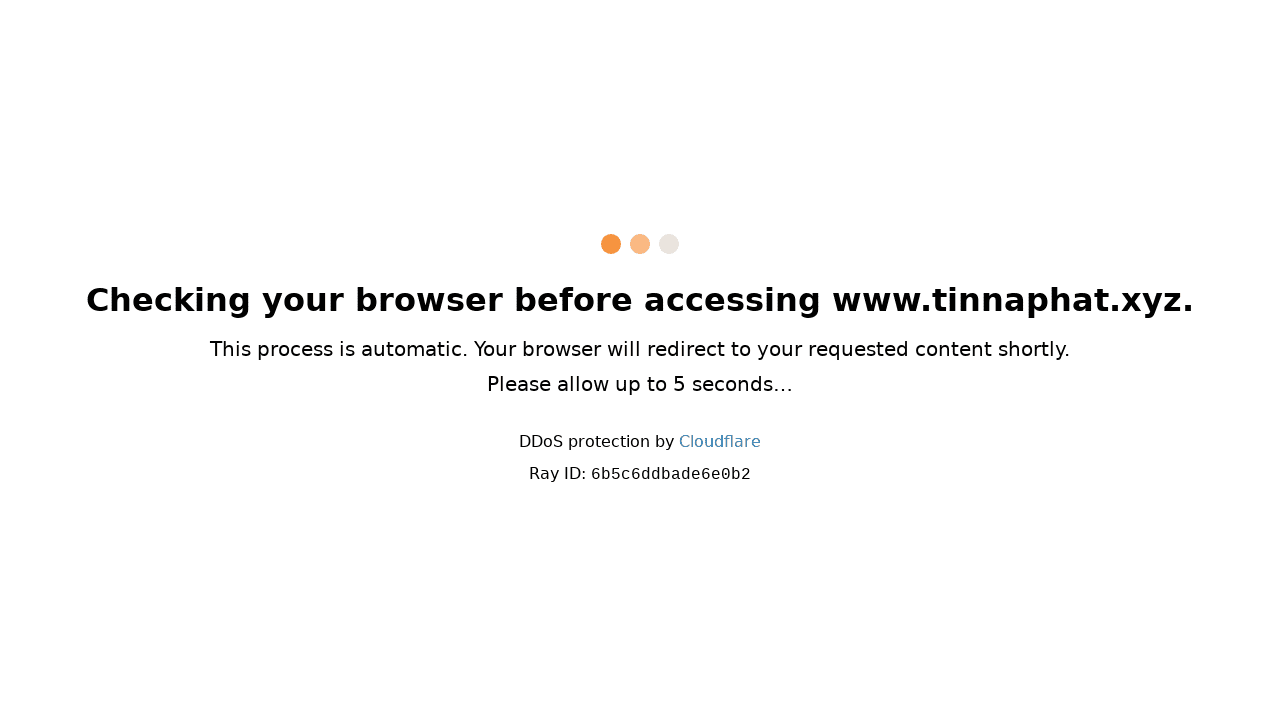 Checking your browser before accessing www.tinnaphat.xyz.
This process is automatic. Your browser will redirect to your requested content shortly.
Please allow up to 5 seconds…
DDoS protection by Cloudflare
Ray ID: 6b5c6ddbade6e0b2